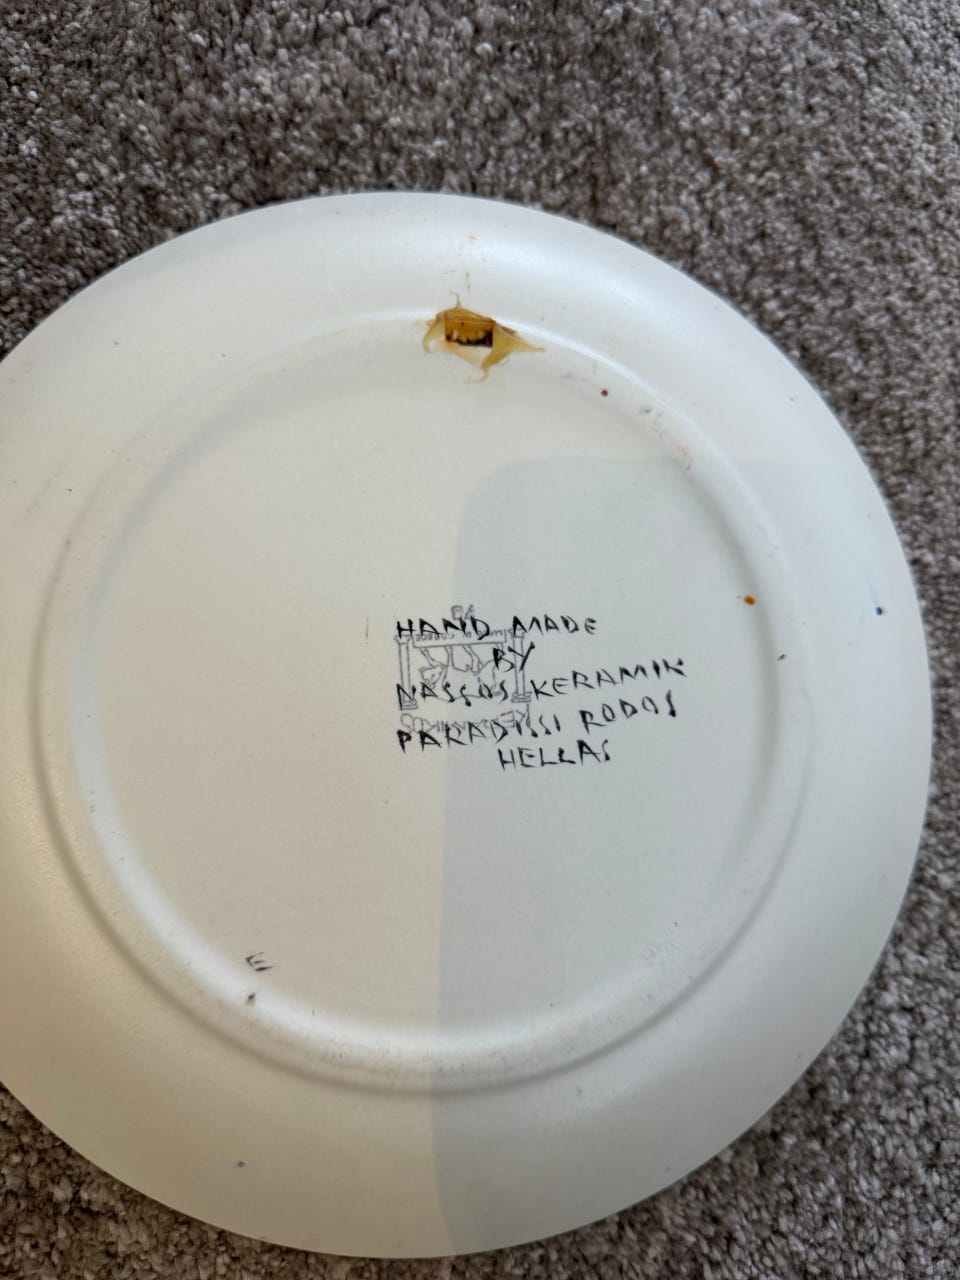 HAND MADE
BY
NASSOS KERAMIK
PARADISSI RODOS
HELLAS